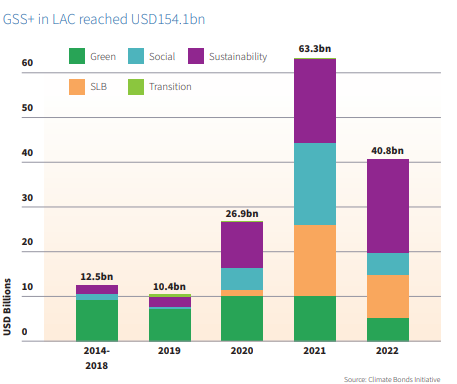 GSS+ in LAC reached USD154.1bn
Green Social Sustainability
SLB Transition
63.3bn
60
50
40
40.8bn
30
26.9bn
20
12.5bn
10.4bn
10
0
USD Billions
2014-
2018
2019
2020
2021
2022
Source: Climate Bonds Initiative